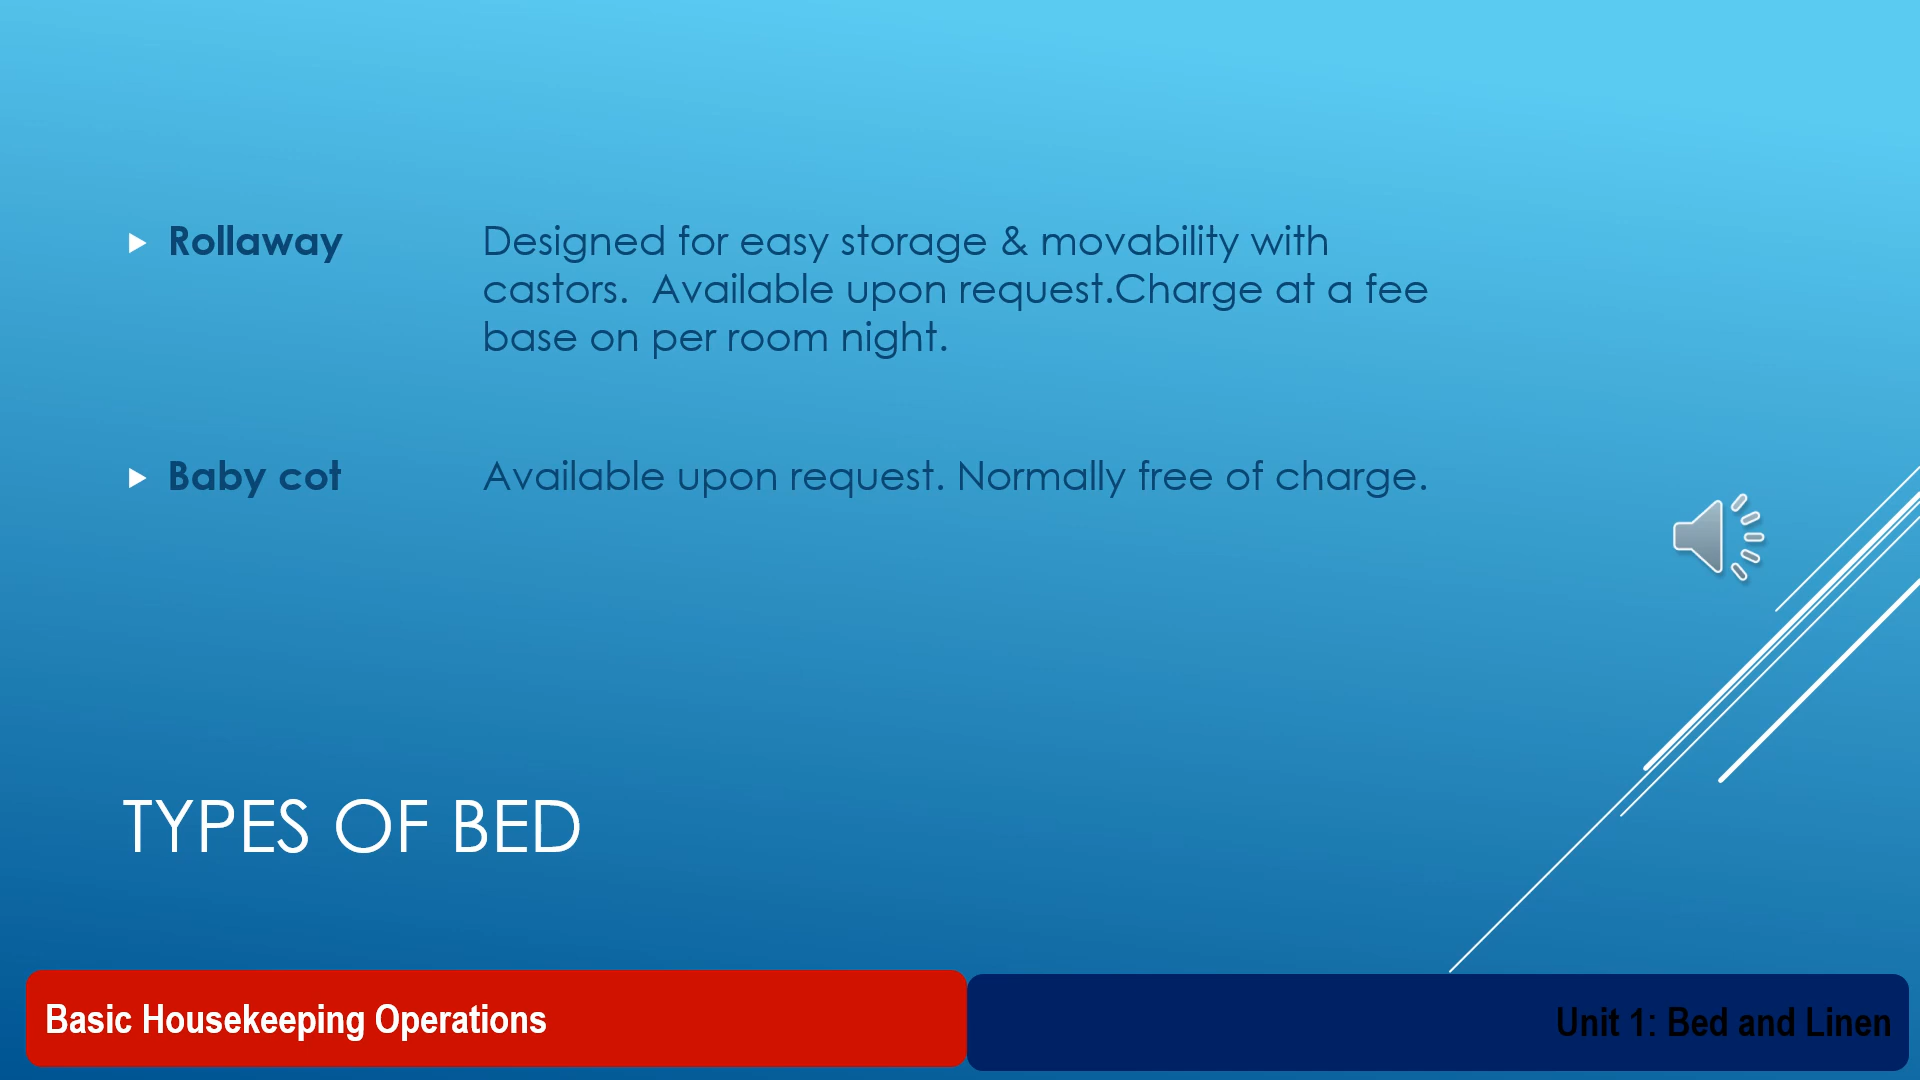 Rollaway Designed for easy storage & movability with
castors.  Available upon request.Charge at a fee
base on per room night.
Baby cot Available upon request. Normally free of charge.
TYPES OF BED
Basic Housekeeping Operations
Unit 1: Bed and Linen